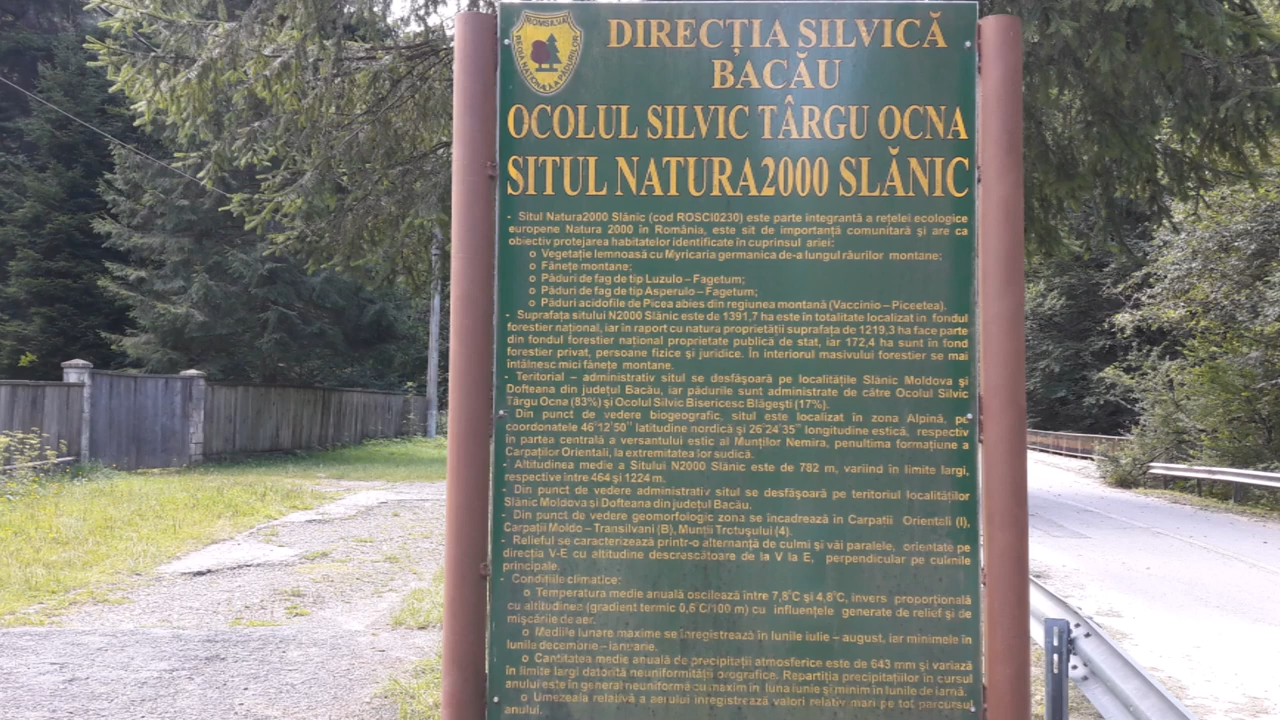 ROMSILVA
REGIA NAȚIONALĂ A PĂDURILOR
DIRECȚIA SILVICĂ
BACĂU
OCOLUL SILVIC TÂRGU OCNA
SITUL NATURA2000 SLĂNIC
- Situl Natura2000 Slănic (cod ROSCI0230) este parte integrantă a rețelei ecologice
europene Natura 2000 în România, este sit de importanță comunitară și are ca
obiectiv protejarea habitatelor identificate în cuprinsul ariei:
o Vegetație lemnoasă cu Myricaria germanica de-a lungul râurilor montane;
o Fânețe montane;
o Păduri de fag de tip Luzulo – Fagetum;
o Păduri de fag de tip Asperulo – Fagetum;
o Păduri acidofile de Picea abies din regiunea montană (Vaccinio – Piceetea).
- Suprafața sitului N2000 Slănic este de 1391,7 ha este în totalitate localizat în fondul
forestier național, iar în raport cu natura proprietății suprafața de 1219,3 ha face parte
din fondul forestier național proprietate publică de stat, iar 172,4 ha sunt în fond
forestier privat, persoane fizice și juridice. În interiorul masivului forestier se mai
întâlnesc mici fânețe montane.
- Teritorial – administrativ situl se desfășoară pe localitățile Slănic Moldova și
Dofteana din județul Bacău, iar pădurile sunt administrate de către Ocolul Silvic
Târgu Ocna (83%) și Ocolul Silvic Bisericesc Blăgești (17%).
- Din punct de vedere biogeografic, situl este localizat în zona Alpină, pe
coordonatele 46°12'50'' latitudine nordică și 26°24'35'' longitudine estică, respectiv
în partea centrală a versantului estic al Munților Nemira, penultima formațiune a
Carpaților Orientali, la extremitatea lor sudică.
- Altitudinea medie a Sitului N2000 Slănic este de 782 m, variind în limite largi,
respective între 464 și 1224 m.
- Din punct de vedere administrativ situl se desfășoară pe teritoriul localităților
Slănic Moldova și Dofteana din județul Bacău.
- Din punct de vedere geomorfologic zona se încadrează în Carpații Orientali (I),
Carpații Moldo – Transilvani (B), Munții Trotușului (4).
- Relieful se caracterizează printr-o alternanță de culmi și văi paralele, orientate pe
direcția V-E cu altitudine descrescătoare de la V la E, perpendicular pe culmile
principale.
- Condițiile climatice:
o Temperatura medie anuală oscilează între 7,8°C și 4,8°C, invers proporțională
cu altitudinea (gradient termic 0,6 C/100 m) cu influențele generate de relief și de
mișcările de aer.
o Mediile lunare maxime se înregistrează în lunile iulie – august, iar minimele în
lunile decembrie – ianuarie.
o Cantitatea medie anuală de precipitații atmosferice este de 643 mm și variază
în limite largi datorită neuniformității orografice. Repartiția precipitațiilor în cursul
anului este în general neuniformă cu maxim în luna iunie și minim în lunile de iarnă.
o Umezeala relativă a aerului înregistrează valori relativ mari pe tot parcursul
anului.